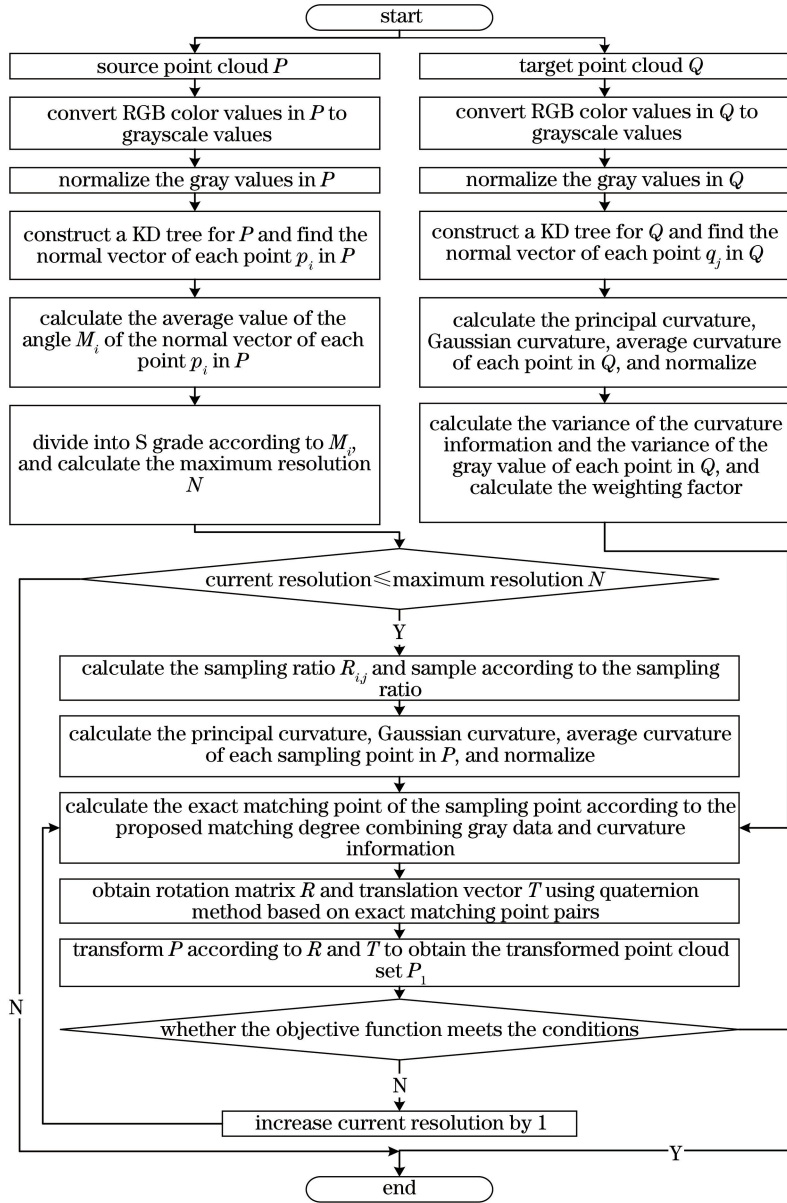 start
source point cloud P
convert RGB color values in P to
grayscale values
normalize the gray values in P
construct a KD tree for P and find the
normal vector of each point p_i in P
calculate the average value of the
angle M_i of the normal vector of each
point p_i in P
divide into S grade according to M_i,
and calculate the maximum resolution
N
target point cloud Q
convert RGB color values in Q to
grayscale values
normalize the gray values in Q
construct a KD tree for Q and find the
normal vector of each point q_j in Q
calculate the principal curvature,
Gaussian curvature, average curvature
of each point in Q, and normalize
calculate the variance of the curvature
information and the variance of the
gray value of each point in Q, and
calculate the weighting factor
current resolution⩽maximum resolution N
Y
calculate the sampling ratio R_{i,j} and sample according to the sampling
ratio
calculate the principal curvature, Gaussian curvature, average curvature
of each sampling point in P, and normalize
calculate the exact matching point of the sampling point according to the
proposed matching degree combining gray data and curvature
information
obtain rotation matrix R and translation vector T using quaternion
method based on exact matching point pairs
transform P according to R and T to obtain the transformed point cloud
set P_1
N
whether the objective function meets the conditions
N
increase current resolution by 1
Y
end